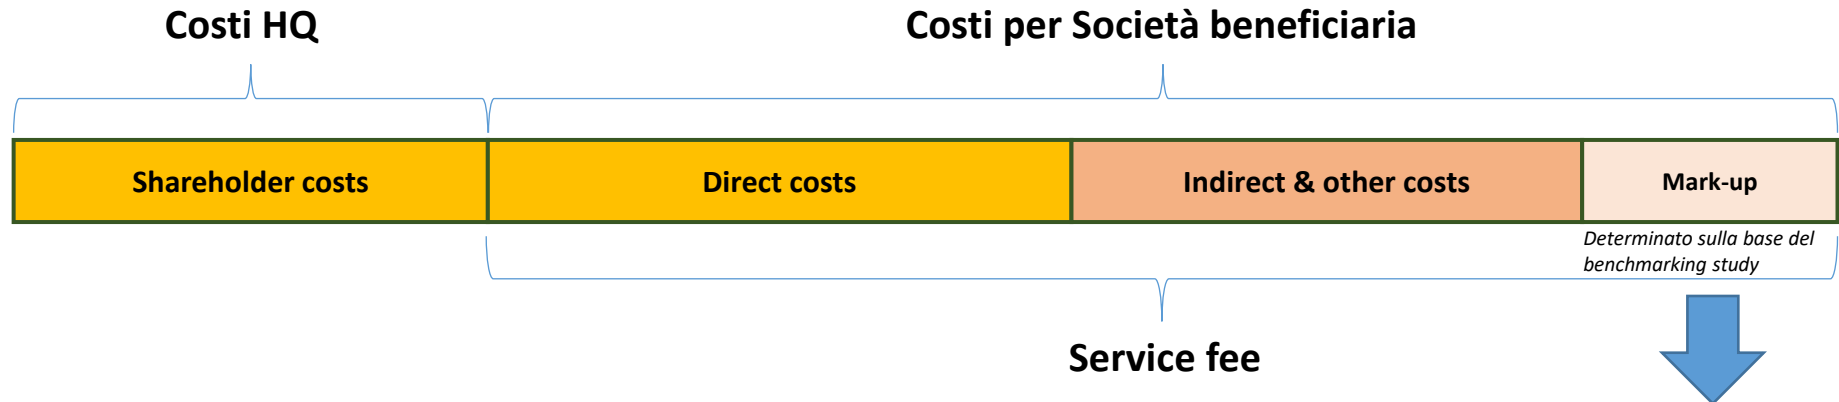 Costi HQ
Costi per Società beneficiaria
Shareholder costs
Direct costs
Indirect & other costs
Mark-up
Determinato sulla base del
benchmarking study
Service fee